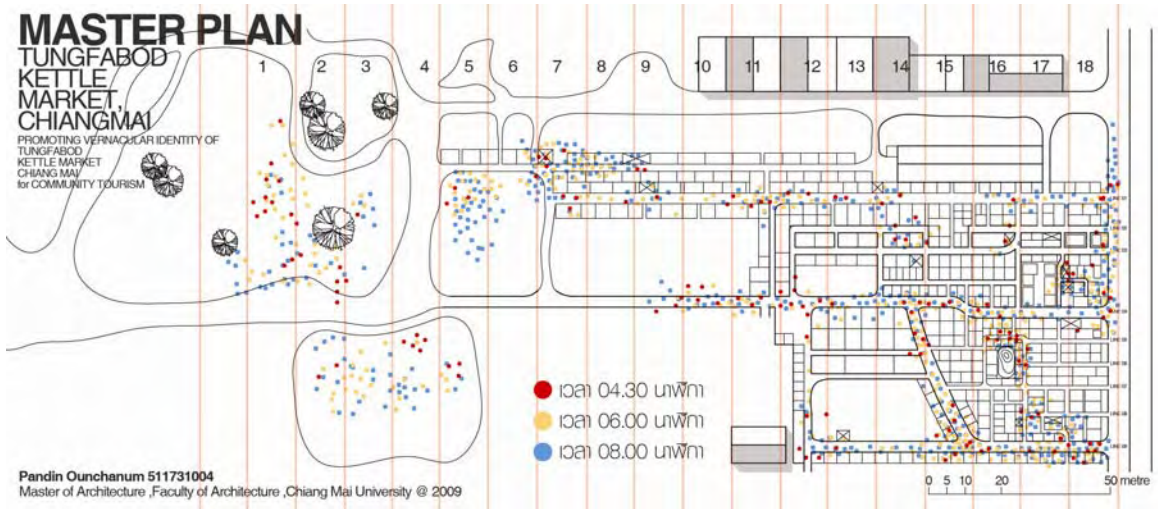 MASTER PLAN
TUNGFABOD
KETTLE
MARKET,
CHIANGMAI
PROMOTING VERNACULAR IDENTITY OF
TUNGFABOD
KETTLE MARKET
CHIANG MAI
for COMMUNITY TOURISM
1 2 3 4 5 6 7 8 9 10 11 12 13 14 15 16 17 18
เวลา 04.30 นาฬิกา
เวลา 06.00 นาฬิกา
เวลา 08.00 นาฬิกา
Pandin Ounchanum 511731004
Master of Architecture ,Faculty of Architecture ,Chiang Mai University @ 2009
0 5 10 20 50 metre